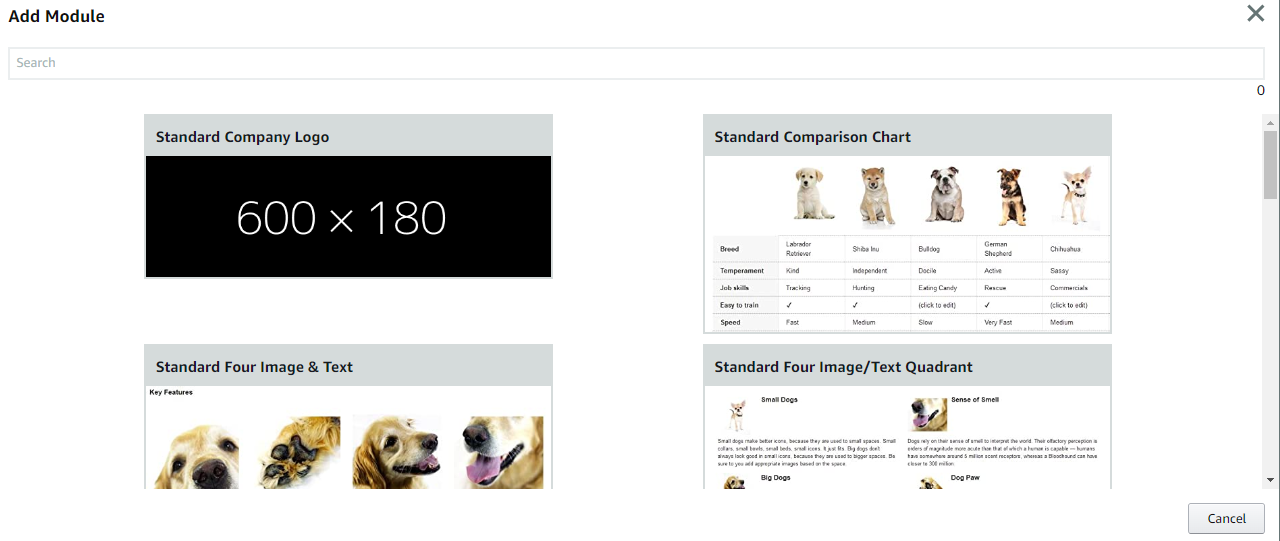 Add Module
Search
0
Standard Company Logo
600 × 180
Standard Comparison Chart
Breed Labrador Retriever Shiba Inu Bulldog German Shepherd Chihuahua
Temperament Kind Independent Docile Active Sassy
Job skills Tracking Hunting Eating Candy Rescue Commercials
Easy to train ✓ ✓ (click to edit) ✓ (click to edit)
Speed Fast Medium Slow Very Fast Medium
Standard Four Image & Text
Key Features
Standard Four Image/Text Quadrant
Small Dogs
Small dogs make better icons, because they are used to small spaces. Small
collars, small bowls, small beds, small icons. It just fits. Big dogs don't
always look good in small icons, because they are used to bigger spaces. Be
sure to you add appropriate images based on the space.
Sense of Smell
Dogs rely on their sense of smell to interpret the world. Their olfactory perception is
orders of magnitude more acute than that of which a human is capable — humans
have somewhere around 5 million scent receptors, whereas a Bloodhound can have
closer to 300 million.
Big Dogs
Dog Paw
Cancel